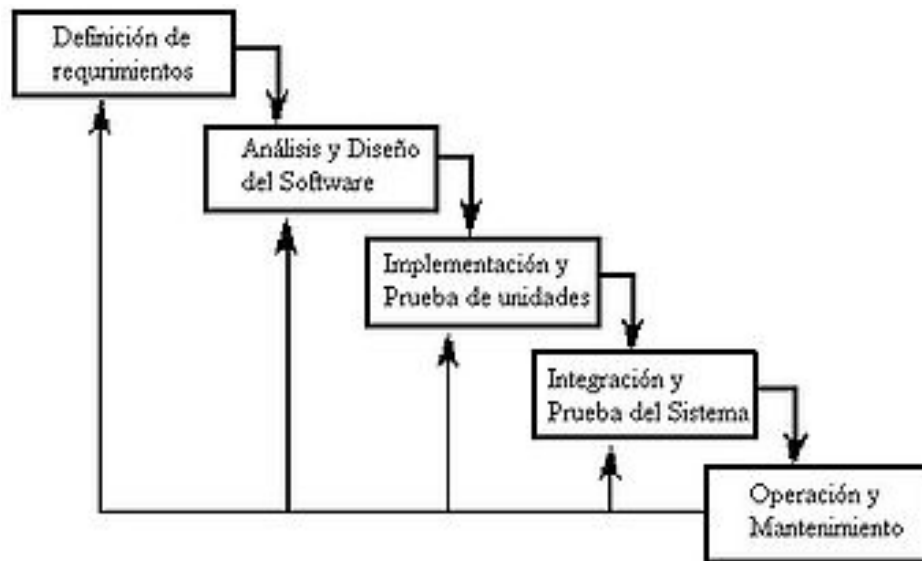 Definición de
requrimientos
Análisis y Diseño
del Software
Implementación y
Prueba de unidades
Integración y
Prueba del Sistema
Operación y
Mantenimiento